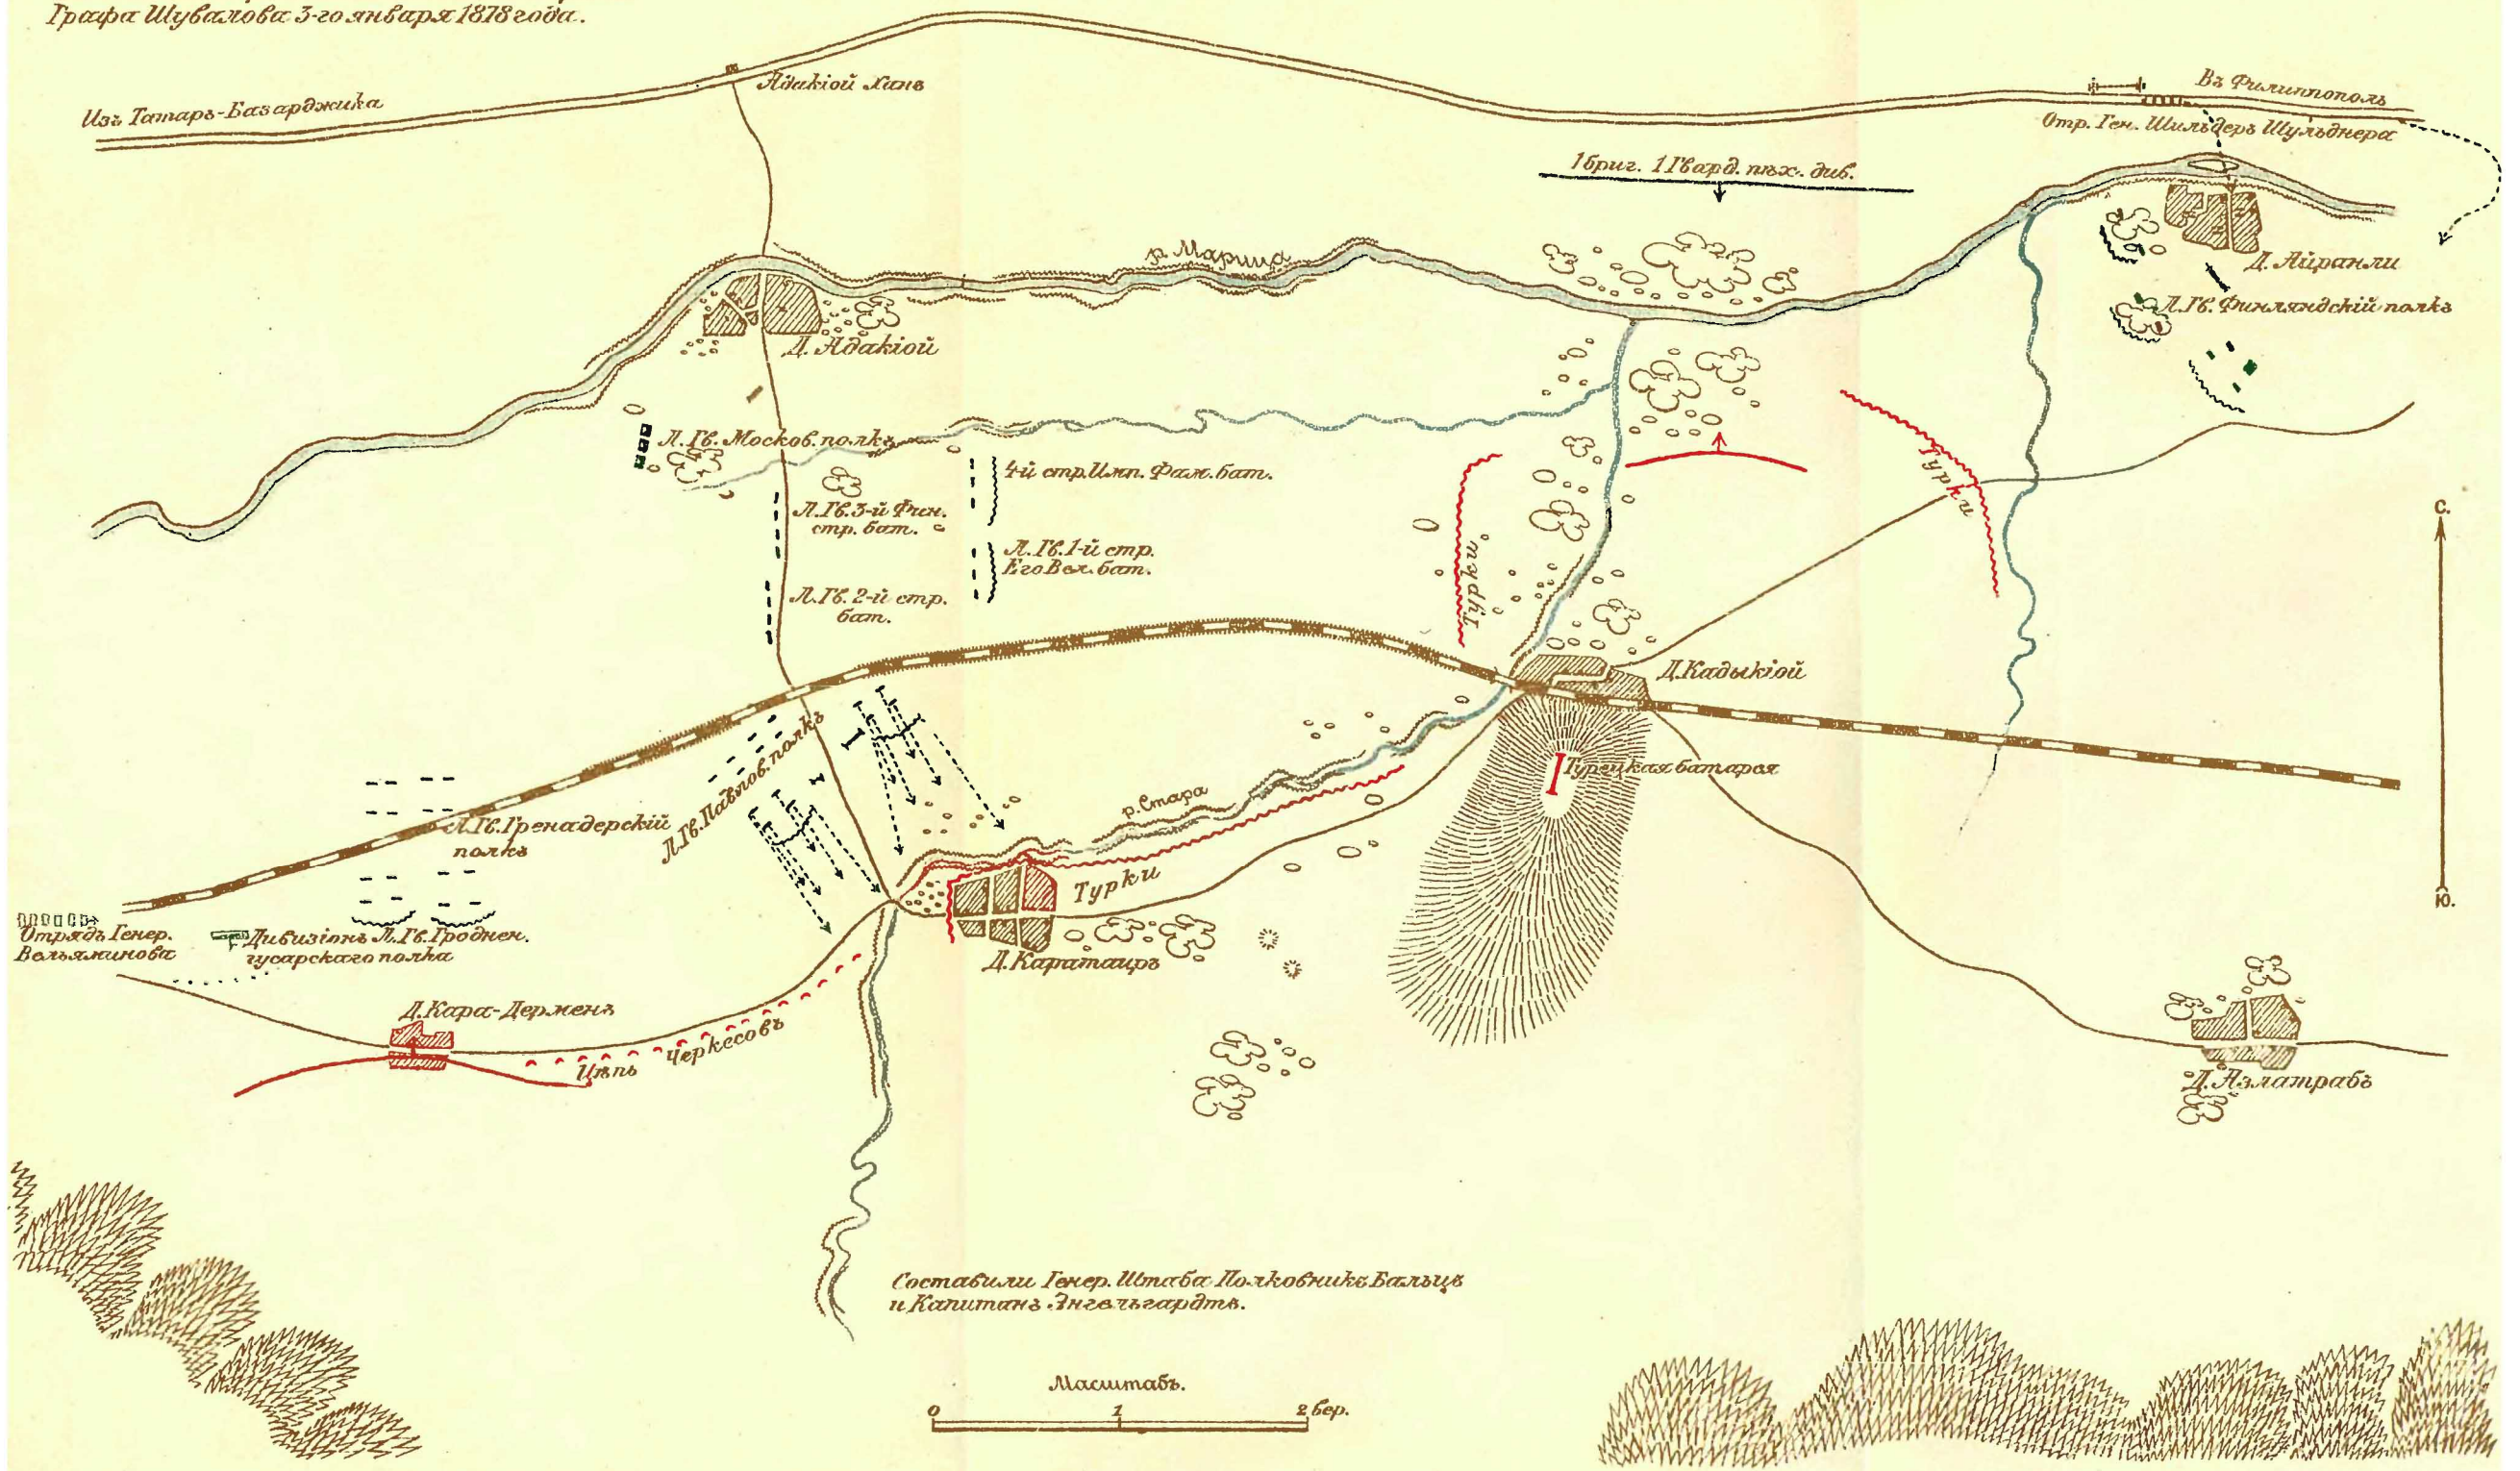 Графа Шувалова 3-го января 1878 года.
Адакіой Ханъ
Изъ Татаръ-Базарджика
Въ Филиппополь
Отр. Ген. Шильдеръ Шульднера
1 бриг. 1 Гвард. пѣх. див.
р. Марица
Д. Айранли
Л. Гв. Финляндскій полкъ
Д. Адакіой
Л. Гв. Москов. полкъ
4-й стр. Имп. Фам. бат.
Л. Гв. 3-й Фин.
стр. бат.
Л. Гв. 1-й стр.
Его Вел. бат.
Л. Гв. 2-й стр.
бат.
Турки
Турки
С.
Ю.
Д. Кадыкіой
Турецкая батарея
Л. Гв. Павлов. полкъ
р. Стара
Л. Гв. Гренадерскій
полкъ
Турки
Отрядъ Генер.
Вельяминова
Дивизіонъ Л. Гв. Гроднен.
гусарскаго полка
Д. Каратаиръ
Д. Кара-Дерменъ
Цѣпь Черкесовъ
Д. Азлатрабъ
Составили Генер. Штаба Полковникъ Бальцъ
и Капитанъ Энгельгардтъ.
Масштабъ.
0 1 2 вер.